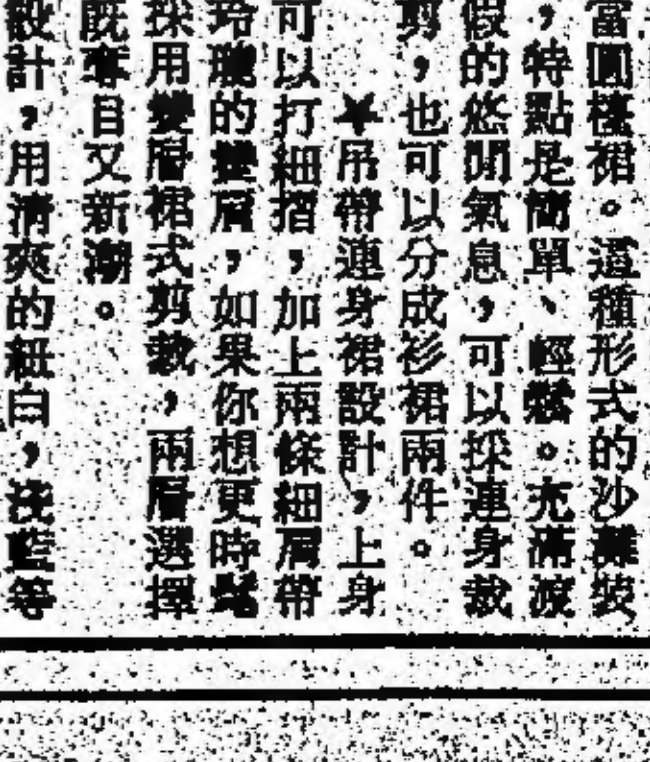 當圓檯裙。這種形式的沙灘裝
,特點是簡單、輕鬆。充滿渡
假的悠閒氣息,可以採連身裁
剪,也可以分成衫裙兩件。
★吊帶連身裙設計,上身
可以打細摺,加上兩條細肩帶
玲瓏的雙肩,如果你想更時髦
採用雙層裙式剪裁,兩層選擇
既奪目又新潮。
設計,用清爽的純白,淺藍等